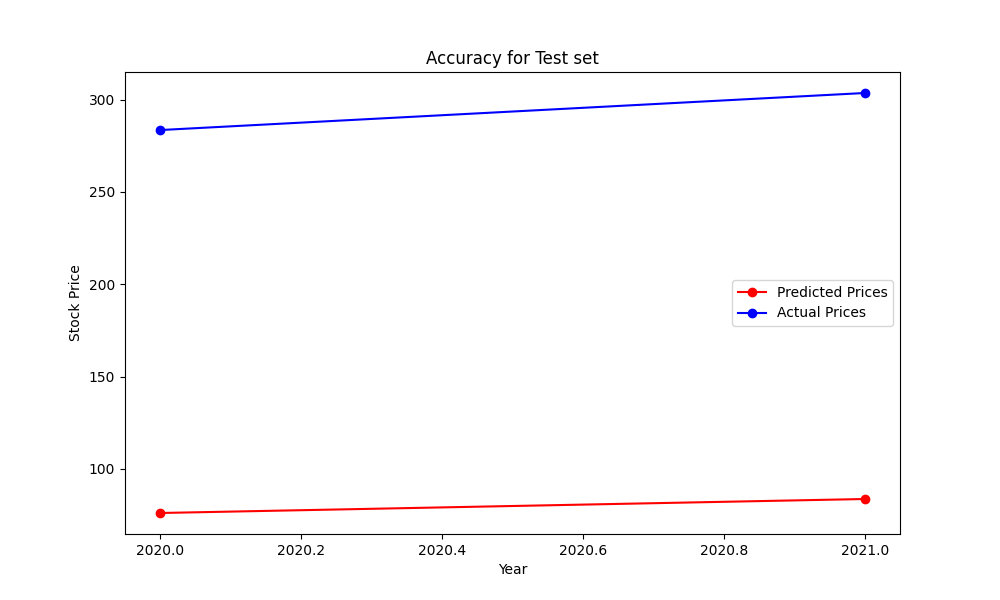 Accuracy for Test set
Stock Price
300
250
200
150
100
Predicted Prices
Actual Prices
2020.0 2020.2 2020.4 2020.6 2020.8 2021.0
Year